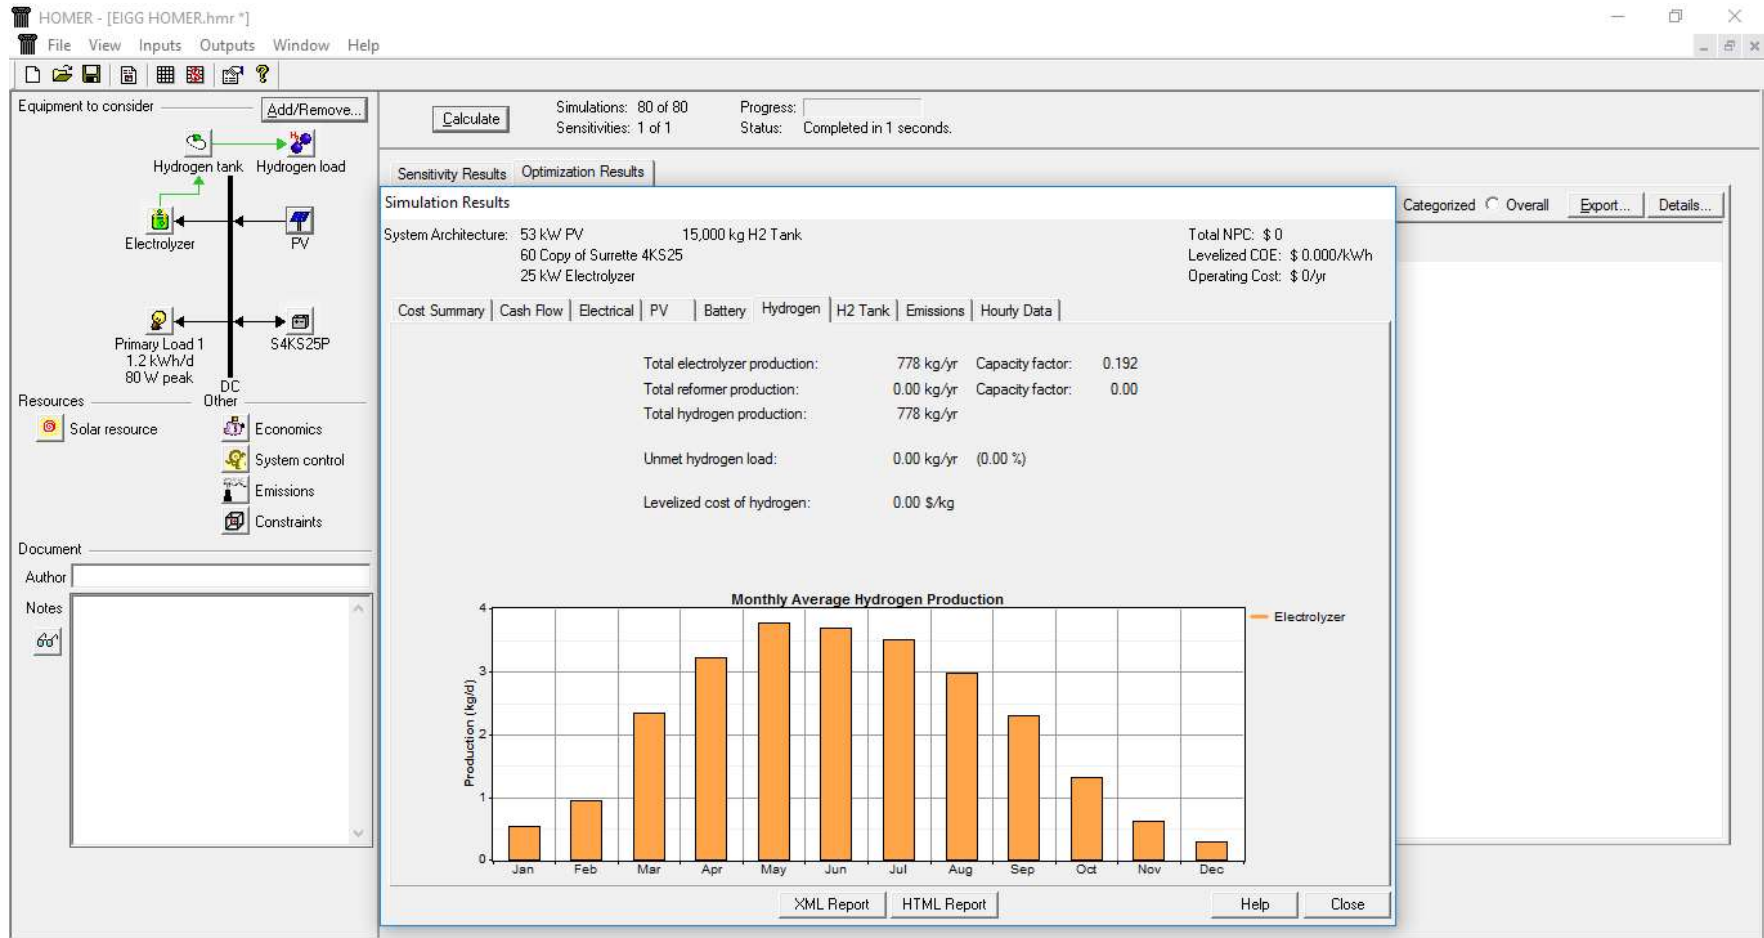 HOMER - [EIGG HOMER.hmr *]
File View Inputs Outputs Window Help
Equipment to consider Add/Remove...
Hydrogen tank Hydrogen load
Electrolyzer PV
Primary Load 1 S4KS25P
1.2 kWh/d
80 W peak
DC
Resources Other
Solar resource Economics
System control
Emissions
Constraints
Document
Author
Notes
Calculate
Simulations: 80 of 80 Progress:
Sensitivities: 1 of 1 Status: Completed in 1 seconds.
Sensitivity Results Optimization Results
Categorized Overall Export... Details...
Simulation Results
System Architecture: 53 kW PV 15,000 kg H2 Tank
60 Copy of Surrette 4KS25
25 kW Electrolyzer
Total NPC: $ 0
Levelized COE: $ 0.000/kWh
Operating Cost: $ 0/yr
Cost Summary Cash Flow Electrical PV Battery Hydrogen H2 Tank Emissions Hourly Data
Total electrolyzer production: 778 kg/yr Capacity factor: 0.192
Total reformer production: 0.00 kg/yr Capacity factor: 0.00
Total hydrogen production: 778 kg/yr
Unmet hydrogen load: 0.00 kg/yr (0.00 %)
Levelized cost of hydrogen: 0.00 $/kg
Monthly Average Hydrogen Production
Electrolyzer
Production (kg/d)
4
3
2
1
0
Jan Feb Mar Apr May Jun Jul Aug Sep Oct Nov Dec
XML Report HTML Report Help Close